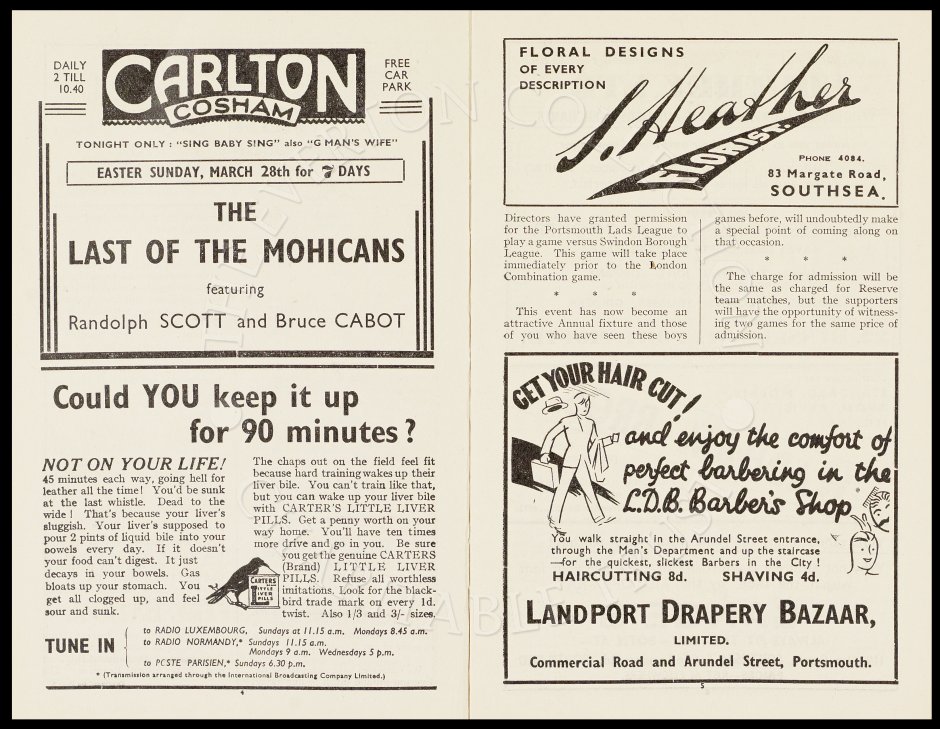 DAILY
2 TILL
10.40
CARLTON
COSHAM
FREE
CAR
PARK
TONIGHT ONLY : "SING BABY SING" also "G MAN'S WIFE"
EASTER SUNDAY, MARCH 28th for 7 DAYS
THE
LAST OF THE MOHICANS
featuring
Randolph SCOTT and Bruce CABOT
Could YOU keep it up
for 90 minutes ?
NOT ON YOUR LIFE!
45 minutes each way, going hell for
leather all the time! You'd be sunk
at the last whistle. Dead to the
wide ! That's because your liver's
sluggish. Your liver's supposed to
pour 2 pints of liquid bile into your
bowels every day. If it doesn't
your food can't digest. It just
decays in your bowels. Gas
bloats up your stomach. You
get all clogged up, and feel
sour and sunk.
The chaps out on the field feel fit
because hard training wakes up their
liver bile. You can't train like that,
but you can wake up your liver bile
with CARTER'S LITTLE LIVER
PILLS. Get a penny worth on your
way home. You'll have ten times
more drive and go in you. Be sure
you get the genuine CARTERS
(Brand) LITTLE LIVER
PILLS. Refuse all worthless
imitations. Look for the black-
bird trade mark on every 1d.
twist. Also 1/3 and 3/- sizes.
CARTERS
LITTLE
LIVER
PILLS
TUNE IN
to RADIO LUXEMBOURG, Sundays at 11.15 a.m. Mondays 8.45 a.m.
to RADIO NORMANDY,* Sundays 11.15 a.m.
Mondays 9 a.m. Wednesdays 5 p.m.
to POSTE PARISIEN,* Sundays 6.30 p.m.
* (Transmission arranged through the International Broadcasting Company Limited.)
4
FLORAL DESIGNS
OF EVERY
DESCRIPTION
S. Heather
FLORIST.
PHONE 4084.
83 Margate Road,
SOUTHSEA.
Directors have granted permission
for the Portsmouth Lads League to
play a game versus Swindon Borough
League. This game will take place
immediately prior to the London
Combination game.
* * *
This event has now become an
attractive Annual fixture and those
of you who have seen these boys
games before, will undoubtedly make
a special point of coming along on
that occasion.
* * *
The charge for admission will be
the same as charged for Reserve
team matches, but the supporters
will have the opportunity of witness-
ing two games for the same price of
admission.
GET YOUR HAIR CUT!
and enjoy the comfort of
perfect barbering in the
L.D.B. Barber's Shop
You walk straight in the Arundel Street entrance,
through the Men's Department and up the staircase
—for the quickest, slickest Barbers in the City !
HAIRCUTTING 8d. SHAVING 4d.
LANDPORT DRAPERY BAZAAR,
LIMITED.
Commercial Road and Arundel Street, Portsmouth.
5